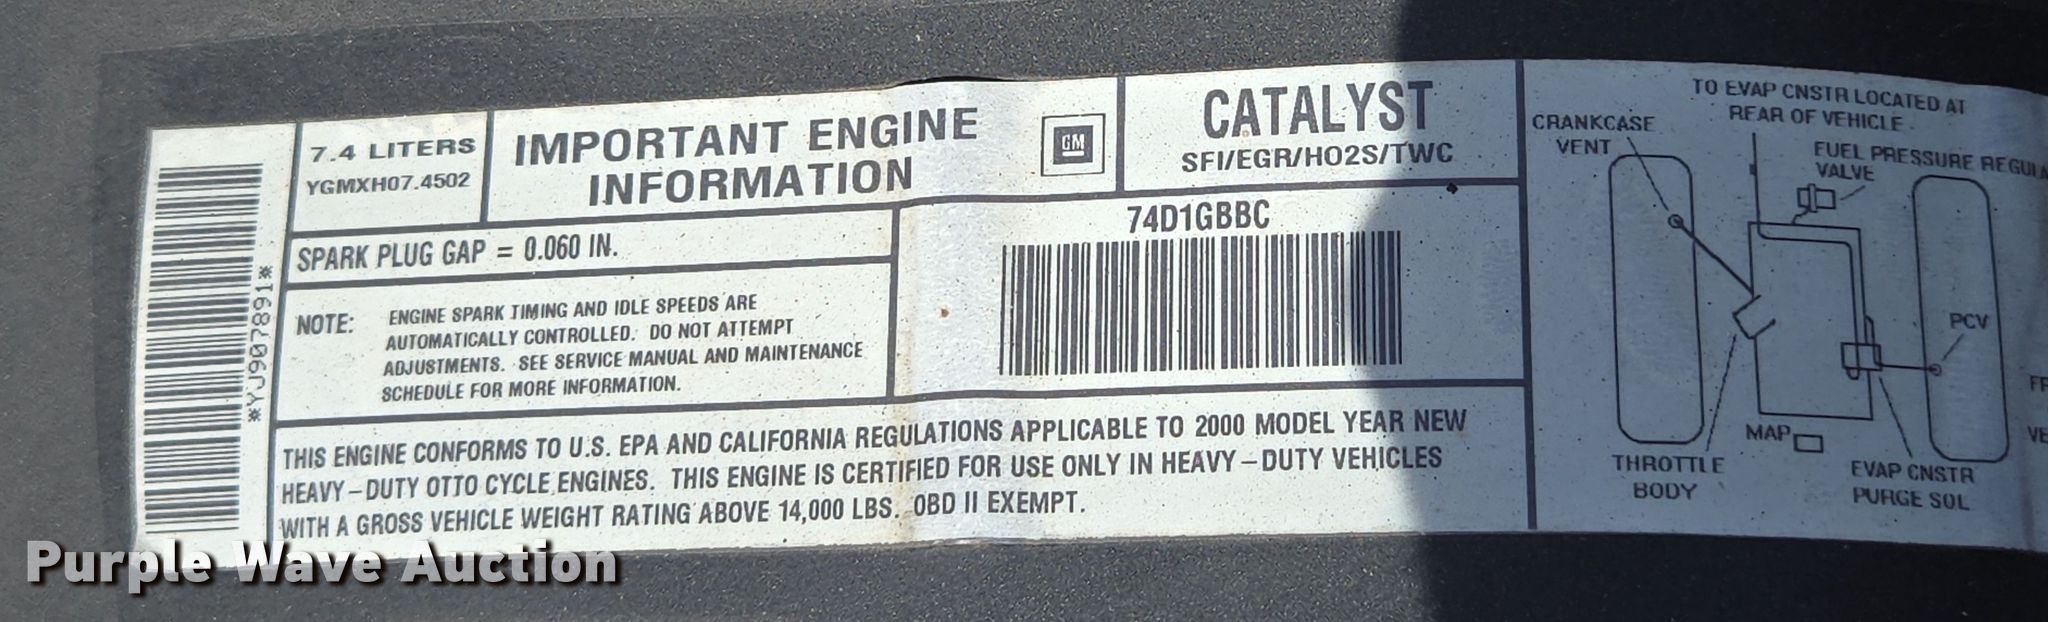 *YJ907891*
7.4 LITERS
YGMXH07.4502
IMPORTANT ENGINE
INFORMATION
GM
CATALYST
SFI/EGR/HO2S/TWC
SPARK PLUG GAP = 0.060 IN.
74D1GBBC
NOTE: ENGINE SPARK TIMING AND IDLE SPEEDS ARE
AUTOMATICALLY CONTROLLED. DO NOT ATTEMPT
ADJUSTMENTS. SEE SERVICE MANUAL AND MAINTENANCE
SCHEDULE FOR MORE INFORMATION.
THIS ENGINE CONFORMS TO U.S. EPA AND CALIFORNIA REGULATIONS APPLICABLE TO 2000 MODEL YEAR NEW
HEAVY-DUTY OTTO CYCLE ENGINES. THIS ENGINE IS CERTIFIED FOR USE ONLY IN HEAVY-DUTY VEHICLES
WITH A GROSS VEHICLE WEIGHT RATING ABOVE 14,000 LBS. OBD II EXEMPT.
TO EVAP CNSTR LOCATED AT
REAR OF VEHICLE
CRANKCASE
VENT
FUEL PRESSURE
VALVE
PCV
MAP
THROTTLE
BODY
EVAP CNSTR
PURGE SOL
Purple Wave Auction